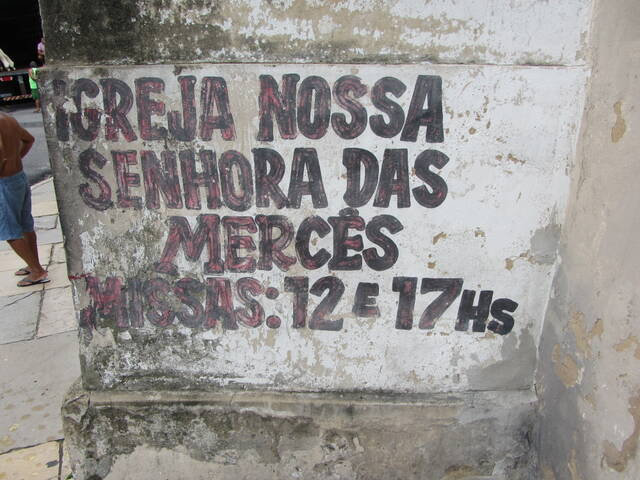 IGREJA NOSSA
SENHORA DAS
MERCÊS
MISSAS: 12 E 17HS